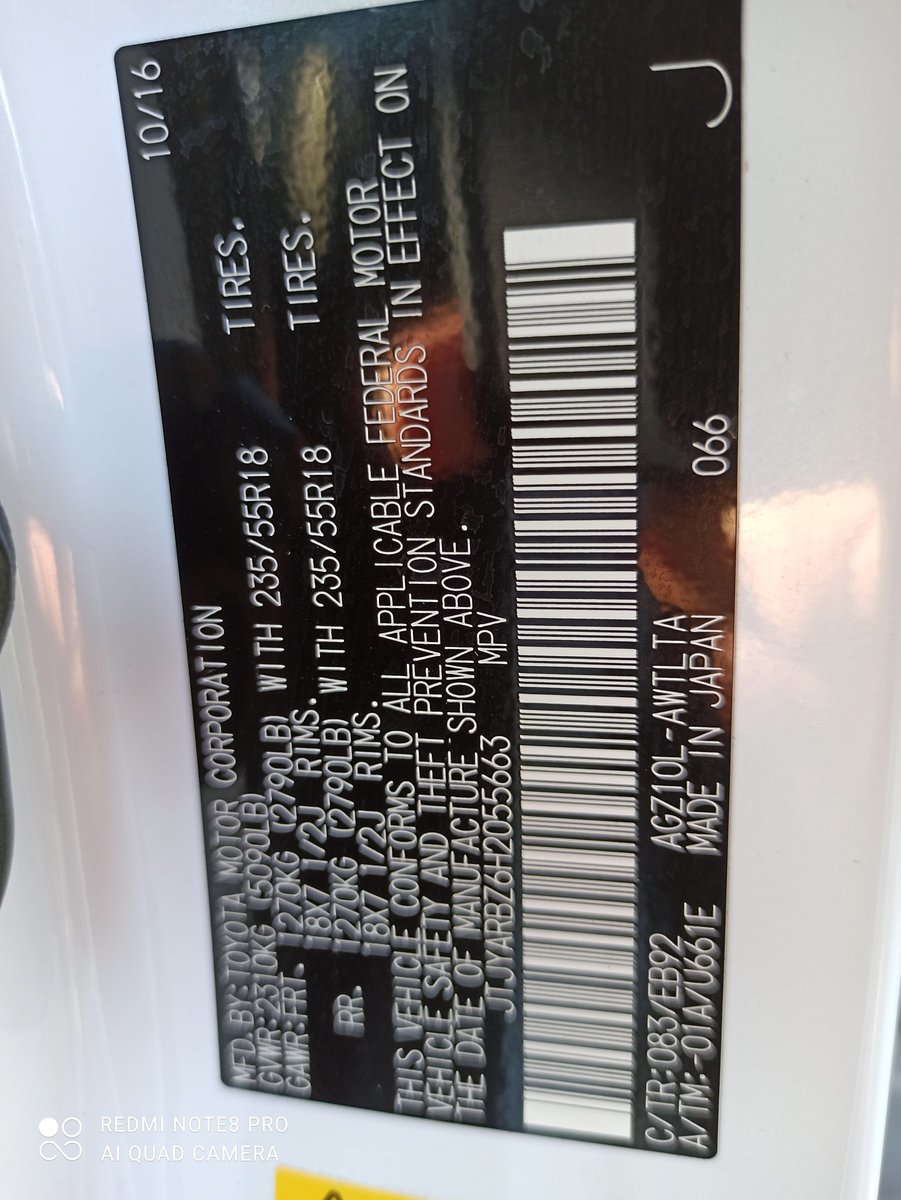 MFD. BY: TOYOTA MOTOR CORPORATION 10/16
GVWR: 2310KG (5090LB)
GAWR: FRT. 1270KG (2790LB) WITH 235/55R18 TIRES.
18X7 1/2J RIMS.
RR. 1270KG (2790LB) WITH 235/55R18 TIRES.
18X7 1/2J RIMS.
THIS VEHICLE CONFORMS TO ALL APPLICABLE FEDERAL MOTOR
VEHICLE SAFETY AND THEFT PREVENTION STANDARDS IN EFFECT ON
THE DATE OF MANUFACTURE SHOWN ABOVE.
JTJYARBZ6H2055663 MPV
C/TR:083/EB92 AGZ10L-AWTLTA
A/TM:-01A/U661E MADE IN JAPAN 066 J
REDMI NOTE8 PRO
AI QUAD CAMERA